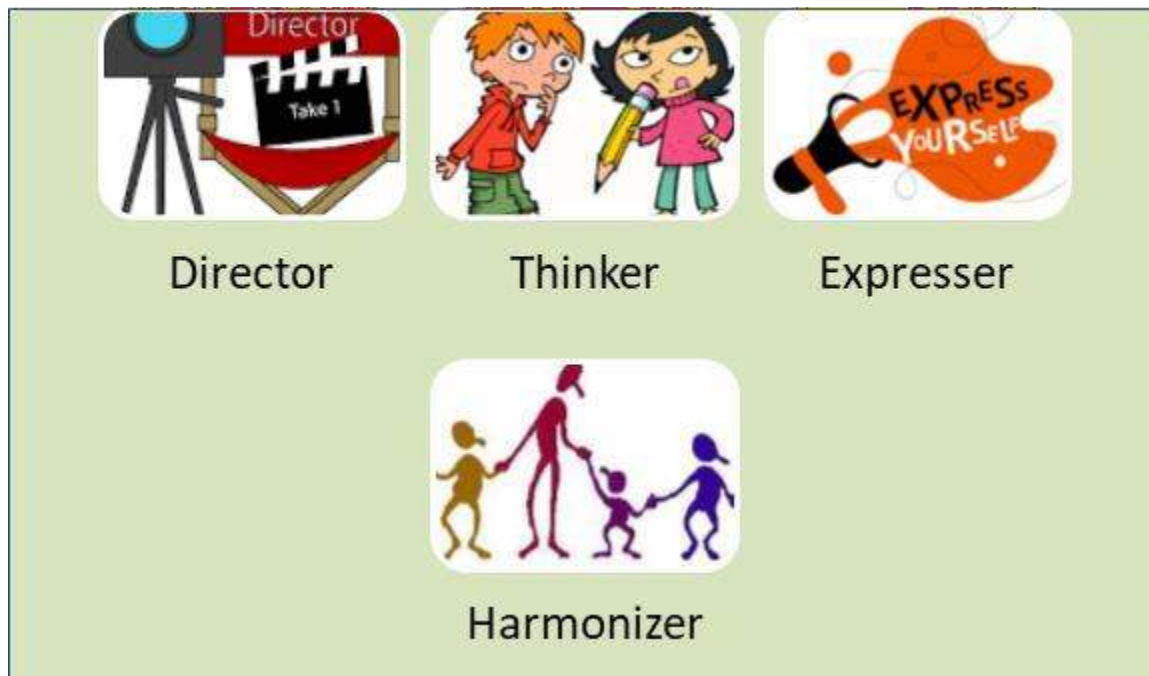 Director
Take 1
EXPRESS
YOURSELF
Director
Thinker
Expresser
Harmonizer